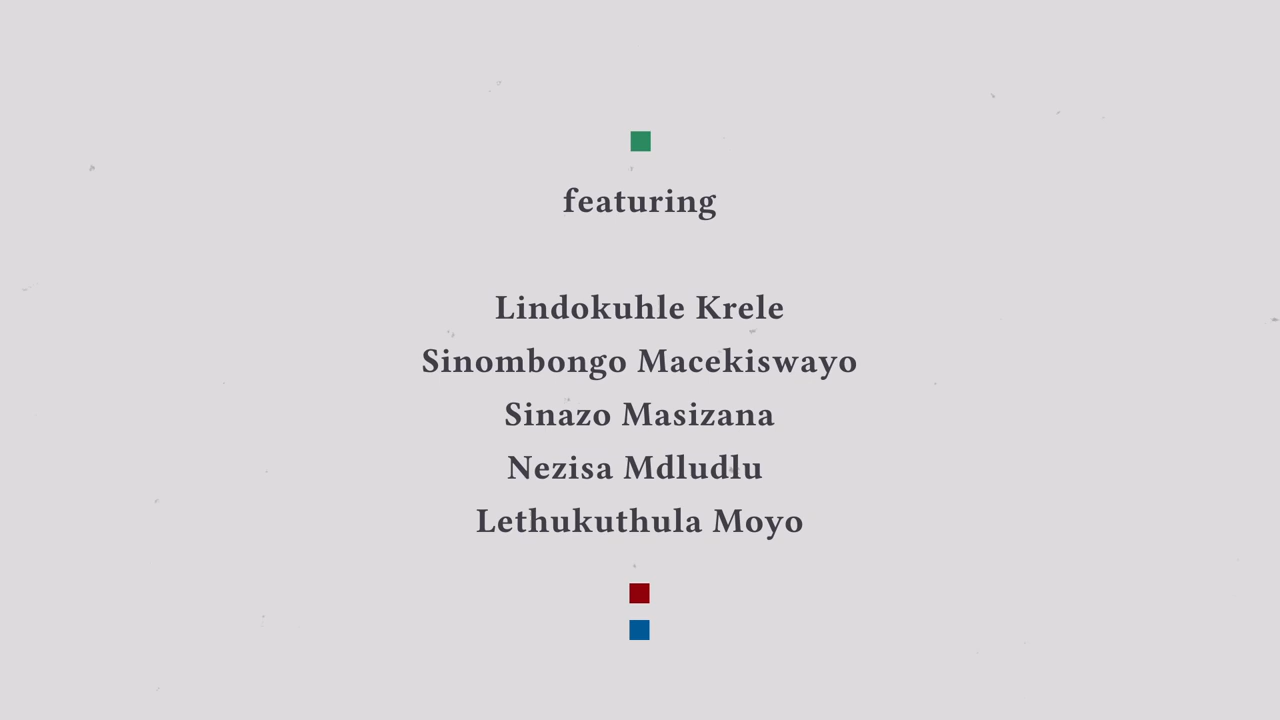 featuring
Lindokuhle Krele
Sinombongo Macekiswayo
Sinazo Masizana
Nezisa Mdludlu
Lethukuthula Moyo